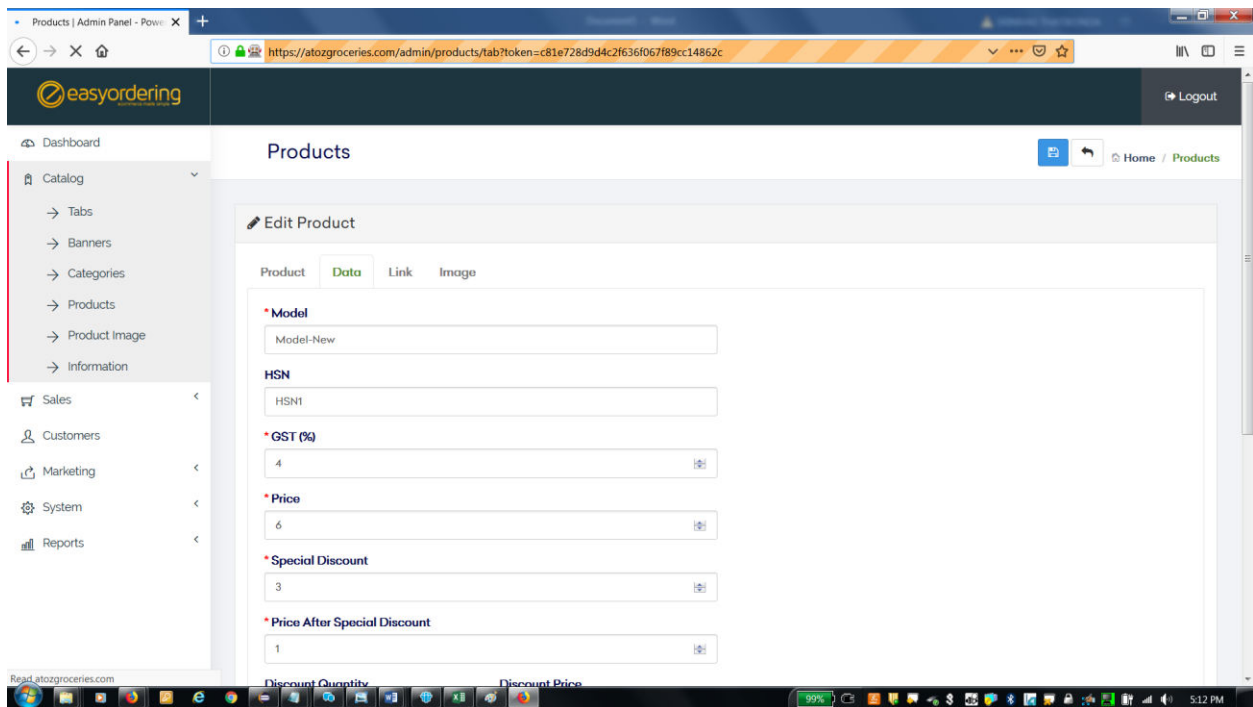 Products | Admin Panel - Powe
https://atozgroceries.com/admin/products/tab?token=c81e728d9d4c2f636f067f89cc14862c
easyordering
Logout
Dashboard
Products
Home / Products
Catalog
Tabs
Edit Product
Banners
Categories
Product Data Link Image
Products
* Model
Product Image
Model-New
Information
HSN
Sales
HSN1
Customers
* GST (%)
Marketing
4
System
* Price
6
Reports
* Special Discount
3
* Price After Special Discount
1
Read atozgroceries.com
Discount Quantity Discount Price
99%
5:12 PM